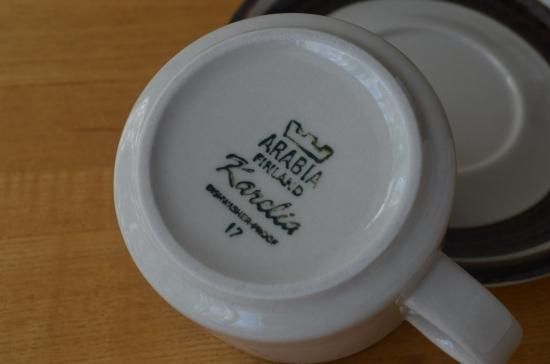 ARABIA
FINLAND
Karelia
DISHWASHER-PROOF
17